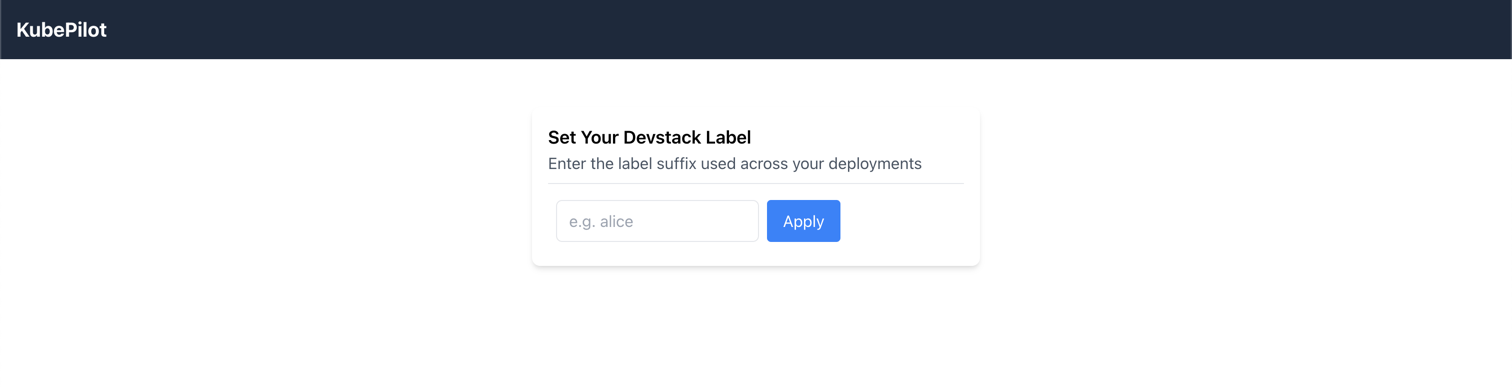 KubePilot
Set Your Devstack Label
Enter the label suffix used across your deployments
e.g. alice
Apply